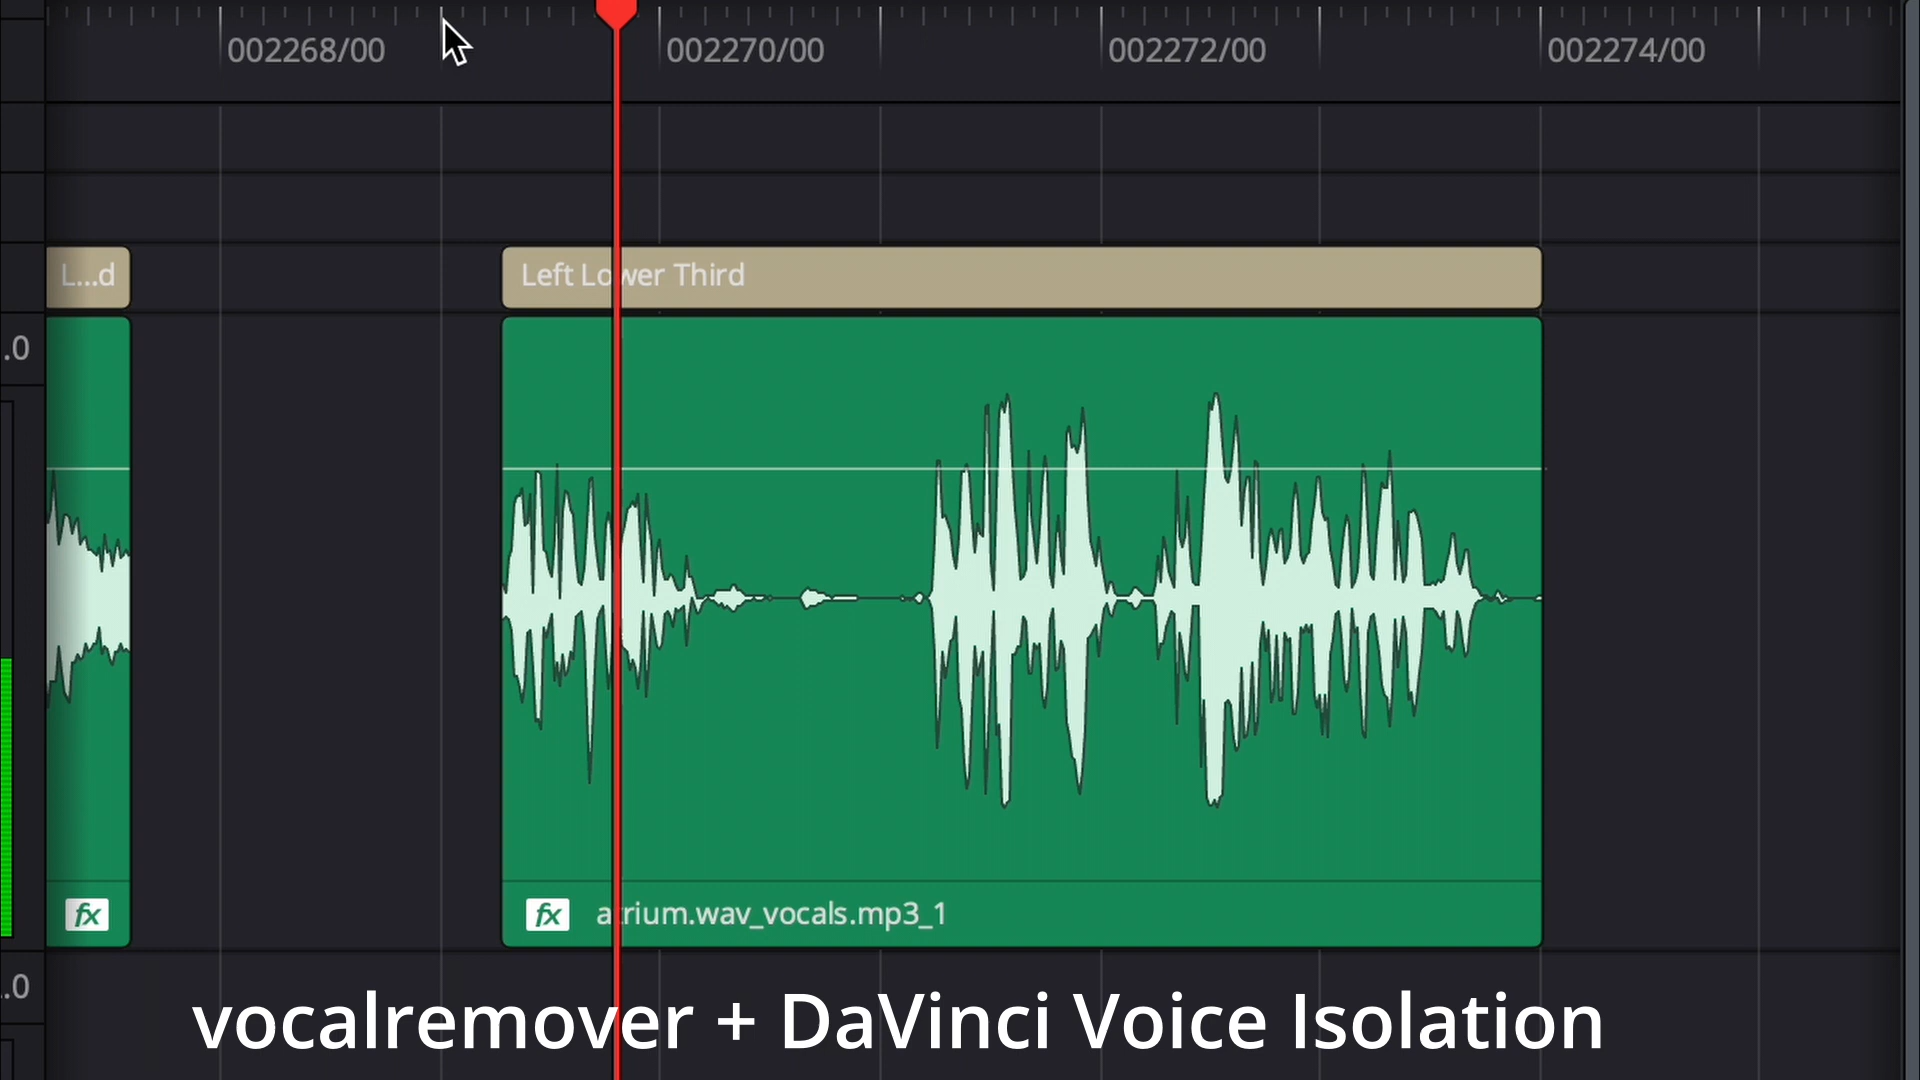 002268/00 002270/00 002272/00 002274/00
L...d
Left Lower Third
.0
fx
fx atrium.wav_vocals.mp3_1
.0
vocalremover + DaVinci Voice Isolation